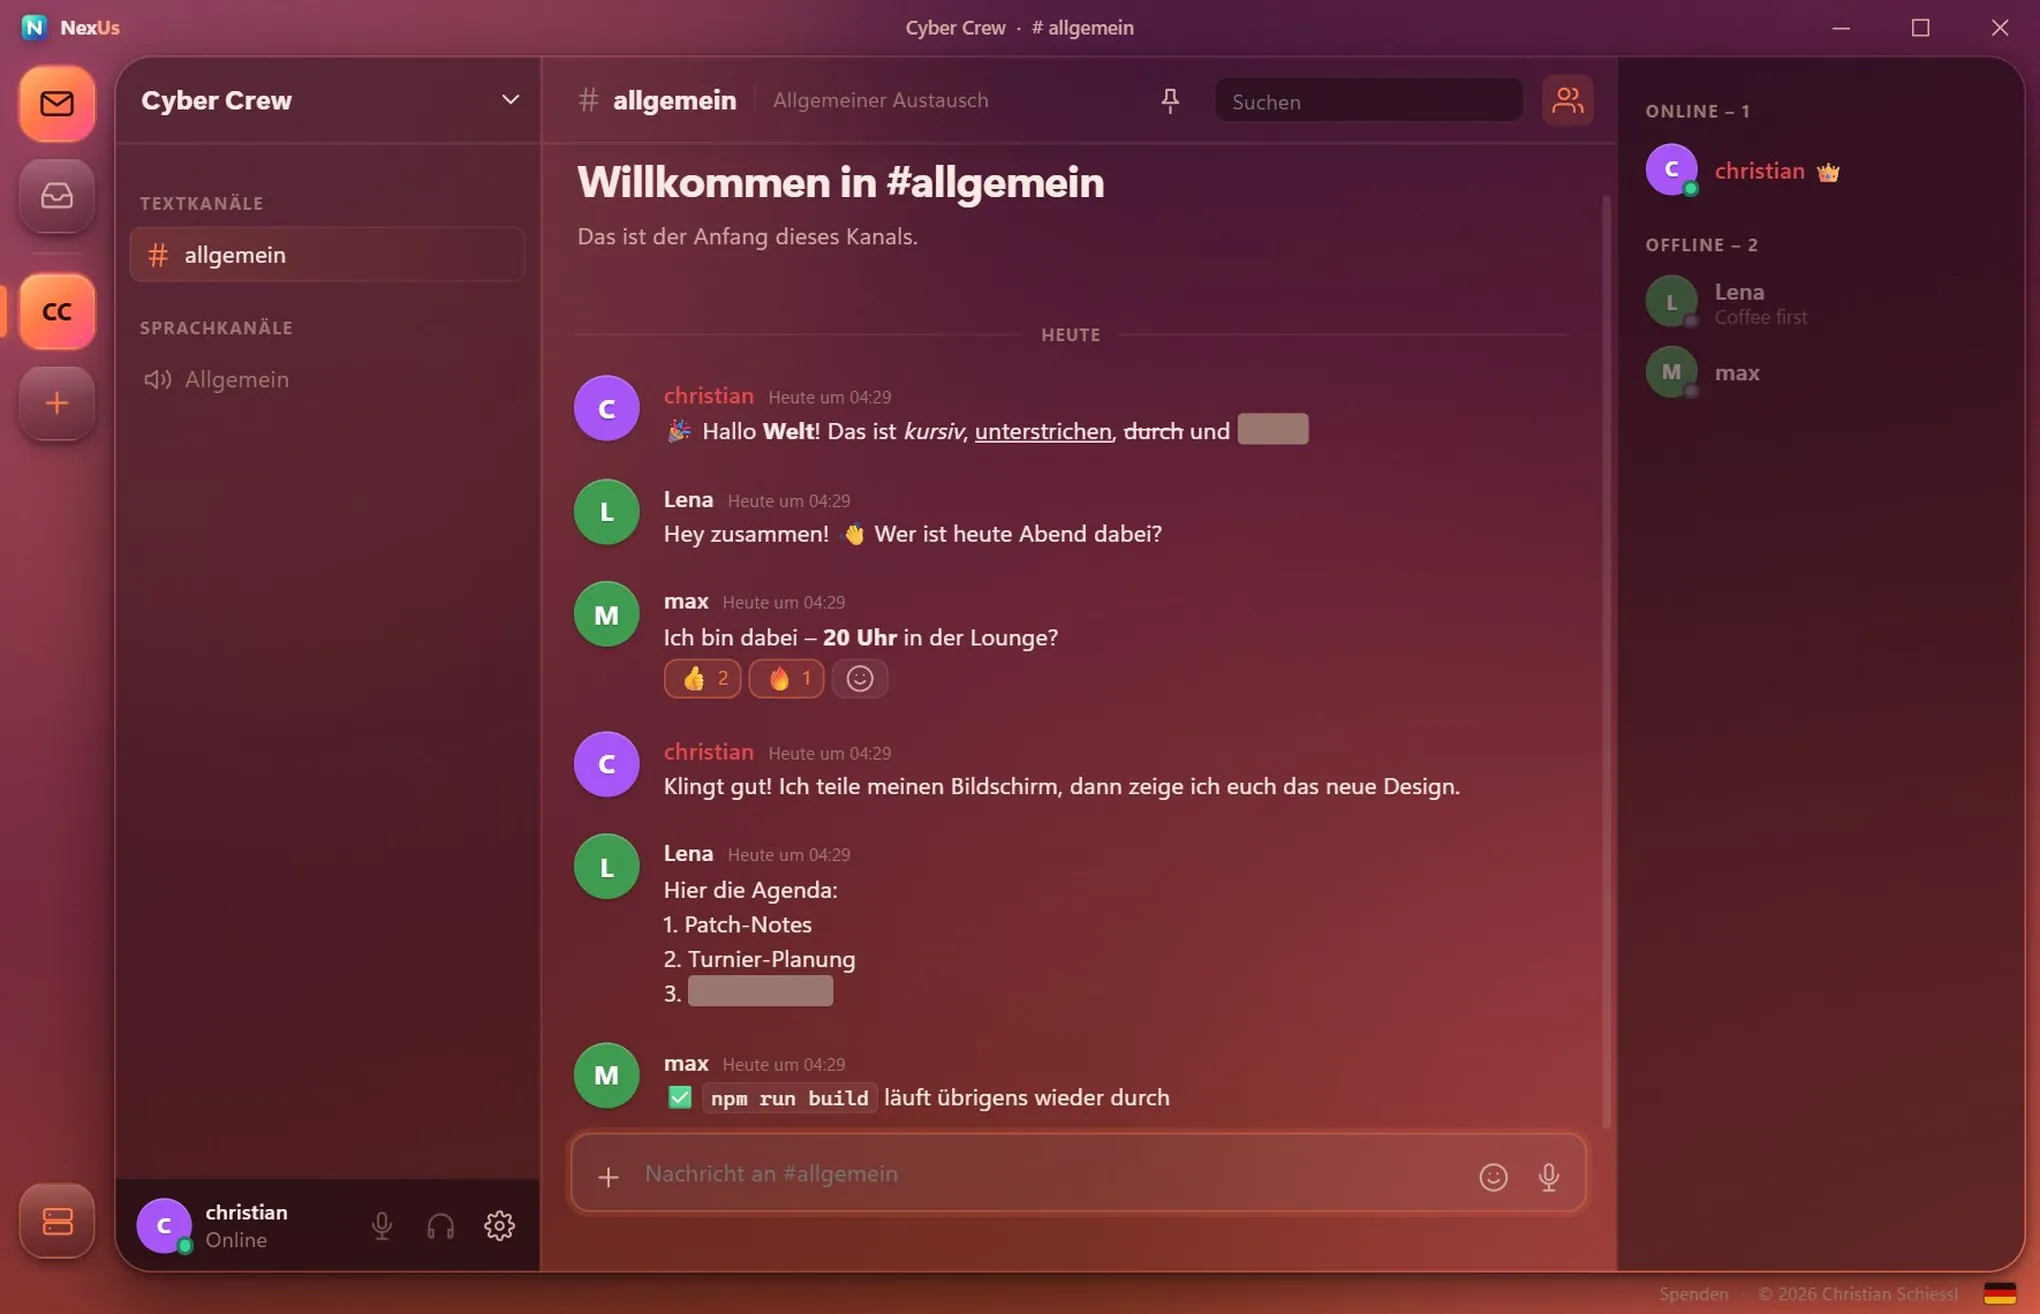 NexUs
Cyber Crew · # allgemein
Cyber Crew
# allgemein
Allgemeiner Austausch
Suchen
CC
TEXTKANÄLE
# allgemein
SPRACHKANÄLE
Allgemein
Willkommen in #allgemein
Das ist der Anfang dieses Kanals.
HEUTE
C
christian Heute um 04:29
🎉 Hallo Welt! Das ist kursiv, unterstrichen, durch und
L
Lena Heute um 04:29
Hey zusammen! 👋 Wer ist heute Abend dabei?
M
max Heute um 04:29
Ich bin dabei – 20 Uhr in der Lounge?
👍 2 🔥 1
C
christian Heute um 04:29
Klingt gut! Ich teile meinen Bildschirm, dann zeige ich euch das neue Design.
L
Lena Heute um 04:29
Hier die Agenda:
1. Patch-Notes
2. Turnier-Planung
3.
M
max Heute um 04:29
✅ npm run build läuft übrigens wieder durch
Nachricht an #allgemein
C
christian
Online
ONLINE – 1
C
christian 👑
OFFLINE – 2
L
Lena
Coffee first
M
max
Spenden · © 2026 Christian Schiessl